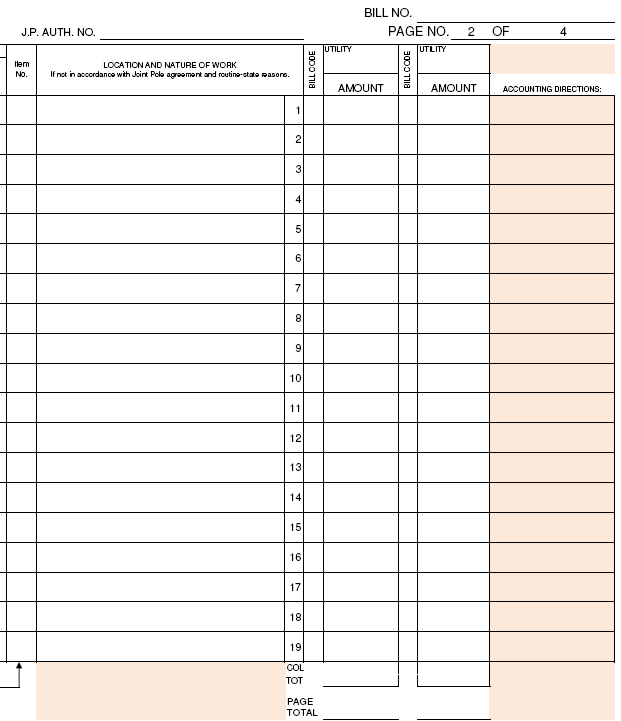 BILL NO.
J.P. AUTH. NO. PAGE NO. 2 OF 4
Item No.
LOCATION AND NATURE OF WORK
If not in accordance with Joint Pole agreement and routine-state reasons.
BILL CODE
UTILITY
AMOUNT
BILL CODE
UTILITY
AMOUNT
ACCOUNTING DIRECTIONS:
1
2
3
4
5
6
7
8
9
10
11
12
13
14
15
16
17
18
19
COL
TOT
PAGE
TOTAL